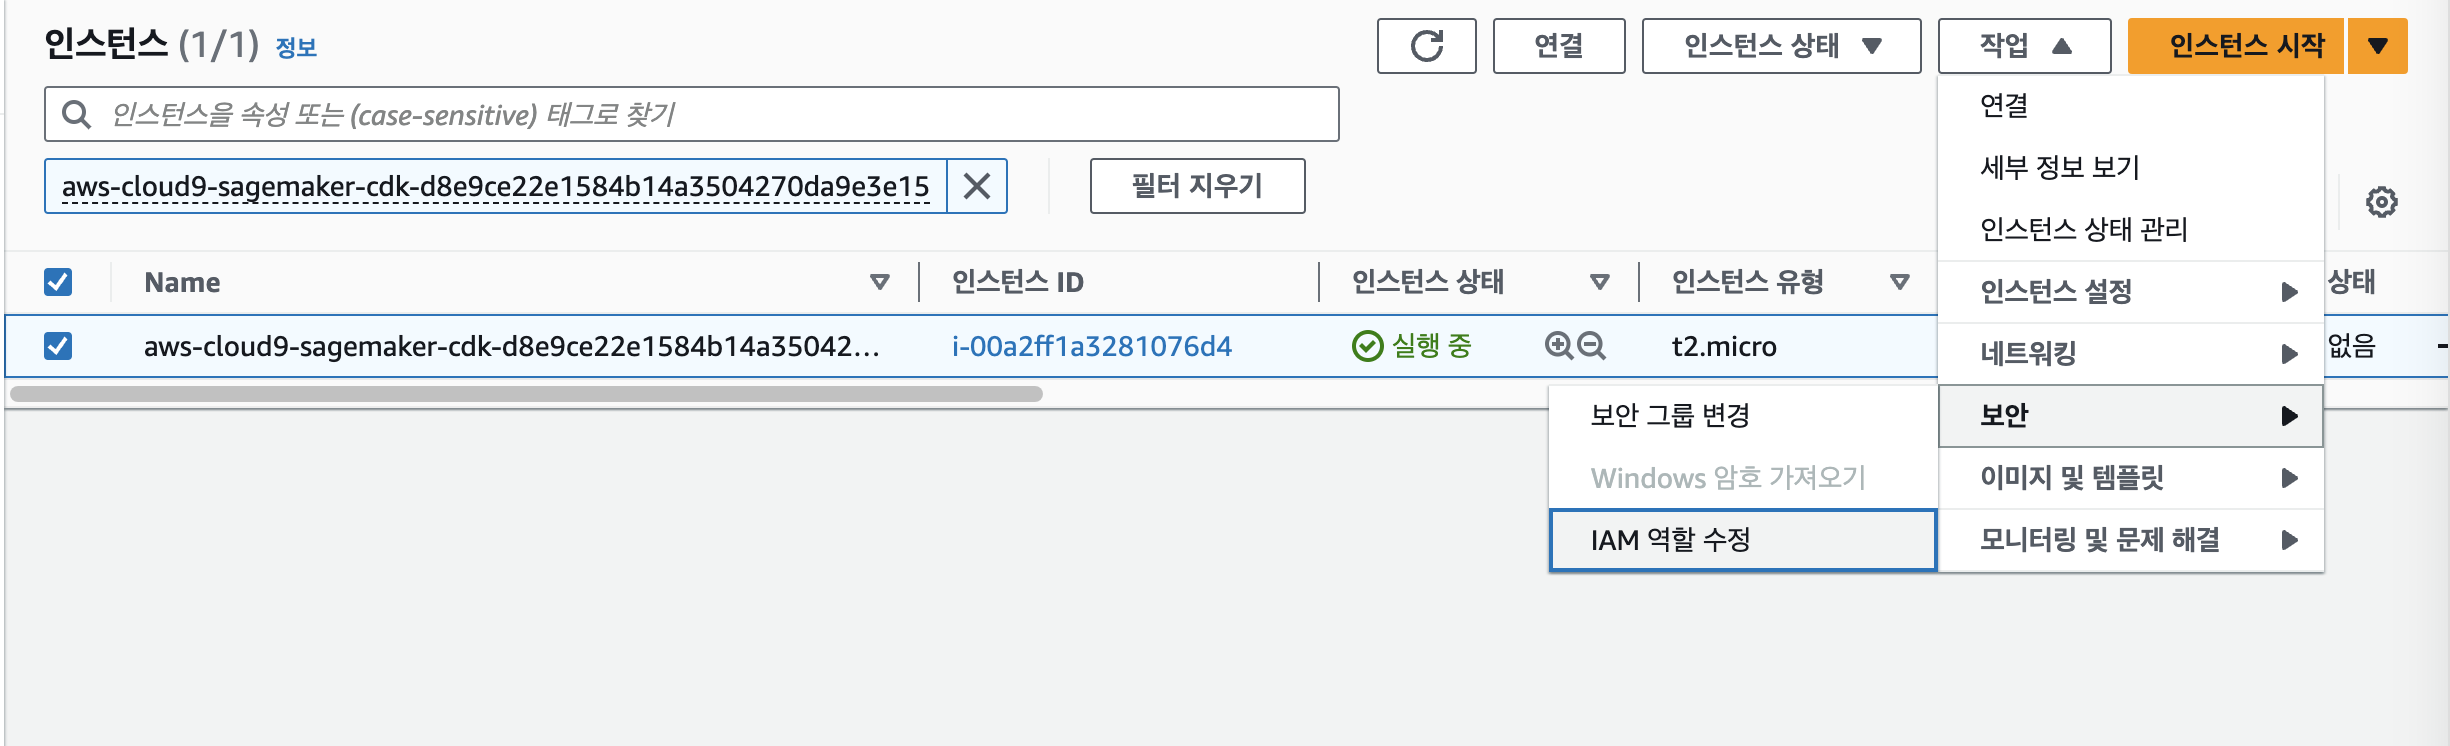 인스턴스 (1/1) 정보
연결
인스턴스 상태
작업
인스턴스 시작
인스턴스을 속성 또는 (case-sensitive) 태그로 찾기
aws-cloud9-sagemaker-cdk-d8e9ce22e1584b14a3504270da9e3e15
필터 지우기
Name
인스턴스 ID
인스턴스 상태
인스턴스 유형
상태
aws-cloud9-sagemaker-cdk-d8e9ce22e1584b14a35042...
i-00a2ff1a3281076d4
실행 중
t2.micro
없음
연결
세부 정보 보기
인스턴스 상태 관리
인스턴스 설정
네트워킹
보안
이미지 및 템플릿
모니터링 및 문제 해결
보안 그룹 변경
Windows 암호 가져오기
IAM 역할 수정